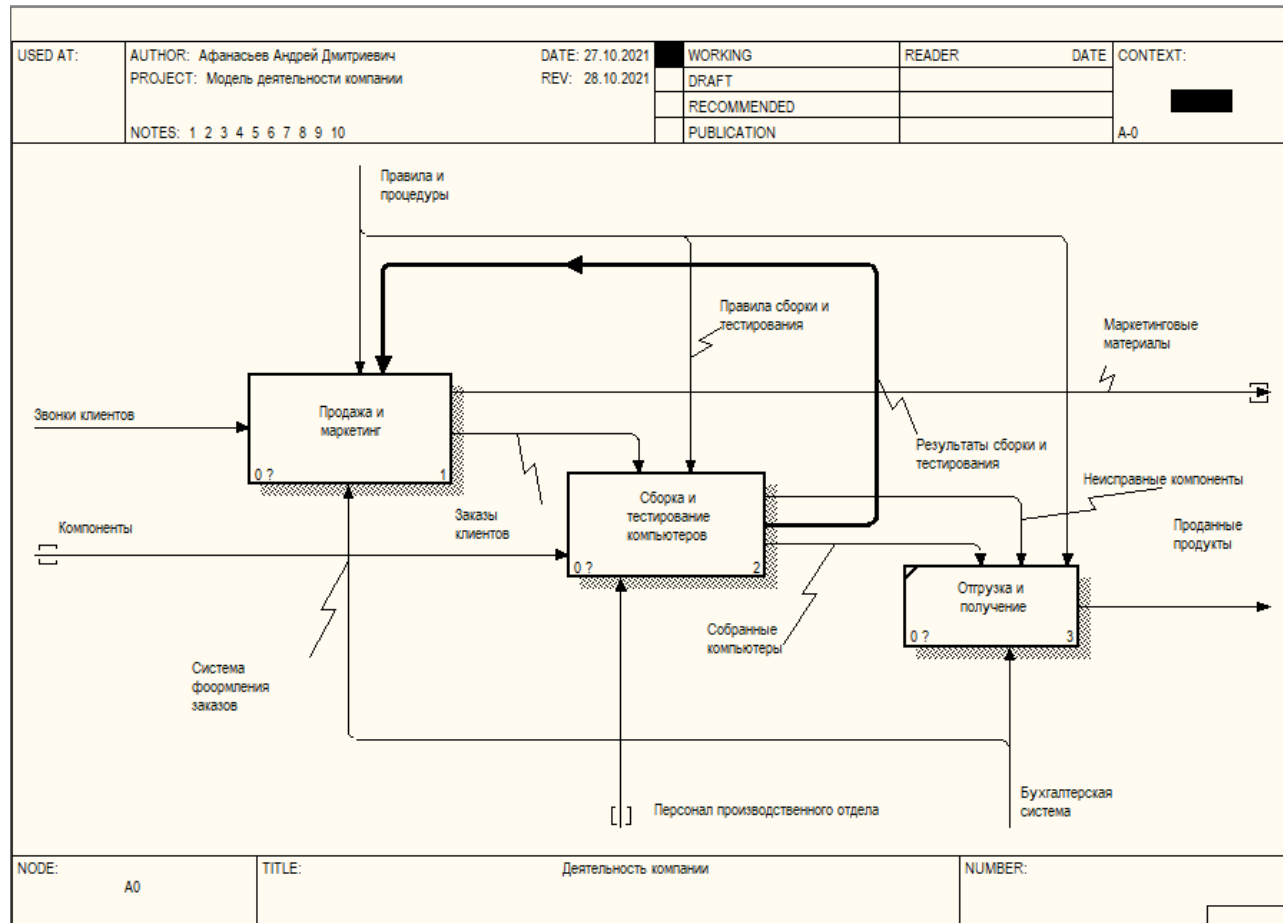 USED AT:
AUTHOR: Афанасьев Андрей Дмитриевич
DATE: 27.10.2021
PROJECT: Модель деятельности компании
REV: 28.10.2021
NOTES: 1 2 3 4 5 6 7 8 9 10
WORKING
DRAFT
RECOMMENDED
PUBLICATION
READER
DATE
CONTEXT:
A-0
Правила и
процедуры
Правила сборки и
тестирования
Маркетинговые
материалы
Звонки клиентов
Продажа и
маркетинг
0 ?
1
Результаты сборки и
тестирования
Неисправные компоненты
Компоненты
Заказы
клиентов
Сборка и
тестирование
компьютеров
0 ?
2
Проданные
продукты
Отгрузка и
получение
0 ?
3
Собранные
компьютеры
Система
фоормления
заказов
Персонал производственного отдела
Бухгалтерская
система
NODE:
A0
TITLE:
Деятельность компании
NUMBER: